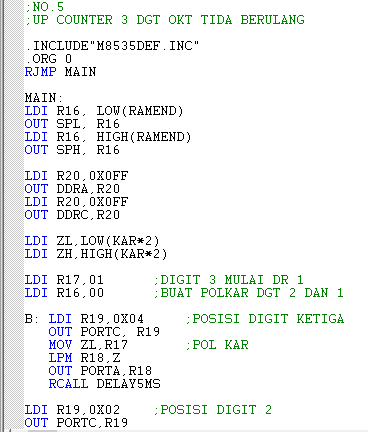 ;NO.5
;UP COUNTER 3 DGT OKT TIDA BERULANG
.INCLUDE"M8535DEF.INC"
.ORG 0
RJMP MAIN
MAIN:
LDI R16, LOW(RAMEND)
OUT SPL, R16
LDI R16, HIGH(RAMEND)
OUT SPH, R16
LDI R20,0X0FF
OUT DDRA,R20
LDI R20,0X0FF
OUT DDRC,R20
LDI ZL,LOW(KAR*2)
LDI ZH,HIGH(KAR*2)
LDI R17,01 ;DIGIT 3 MULAI DR 1
LDI R16,00 ;BUAT POLKAR DGT 2 DAN 1
B: LDI R19,0X04 ;POSISI DIGIT KETIGA
OUT PORTC, R19
MOV ZL,R17 ;POL KAR
LPM R18,Z
OUT PORTA,R18
RCALL DELAY5MS
LDI R19,0X02 ;POSISI DIGIT 2
OUT PORTC,R19